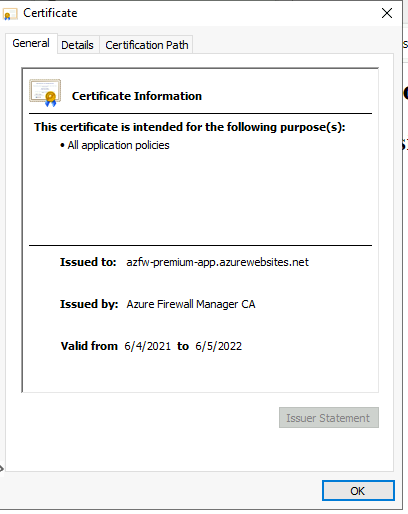 Certificate
General
Details
Certification Path
Certificate Information
This certificate is intended for the following purpose(s):
• All application policies
Issued to: azfw-premium-app.azurewebsites.net
Issued by: Azure Firewall Manager CA
Valid from 6/4/2021 to 6/5/2022
Issuer Statement
OK